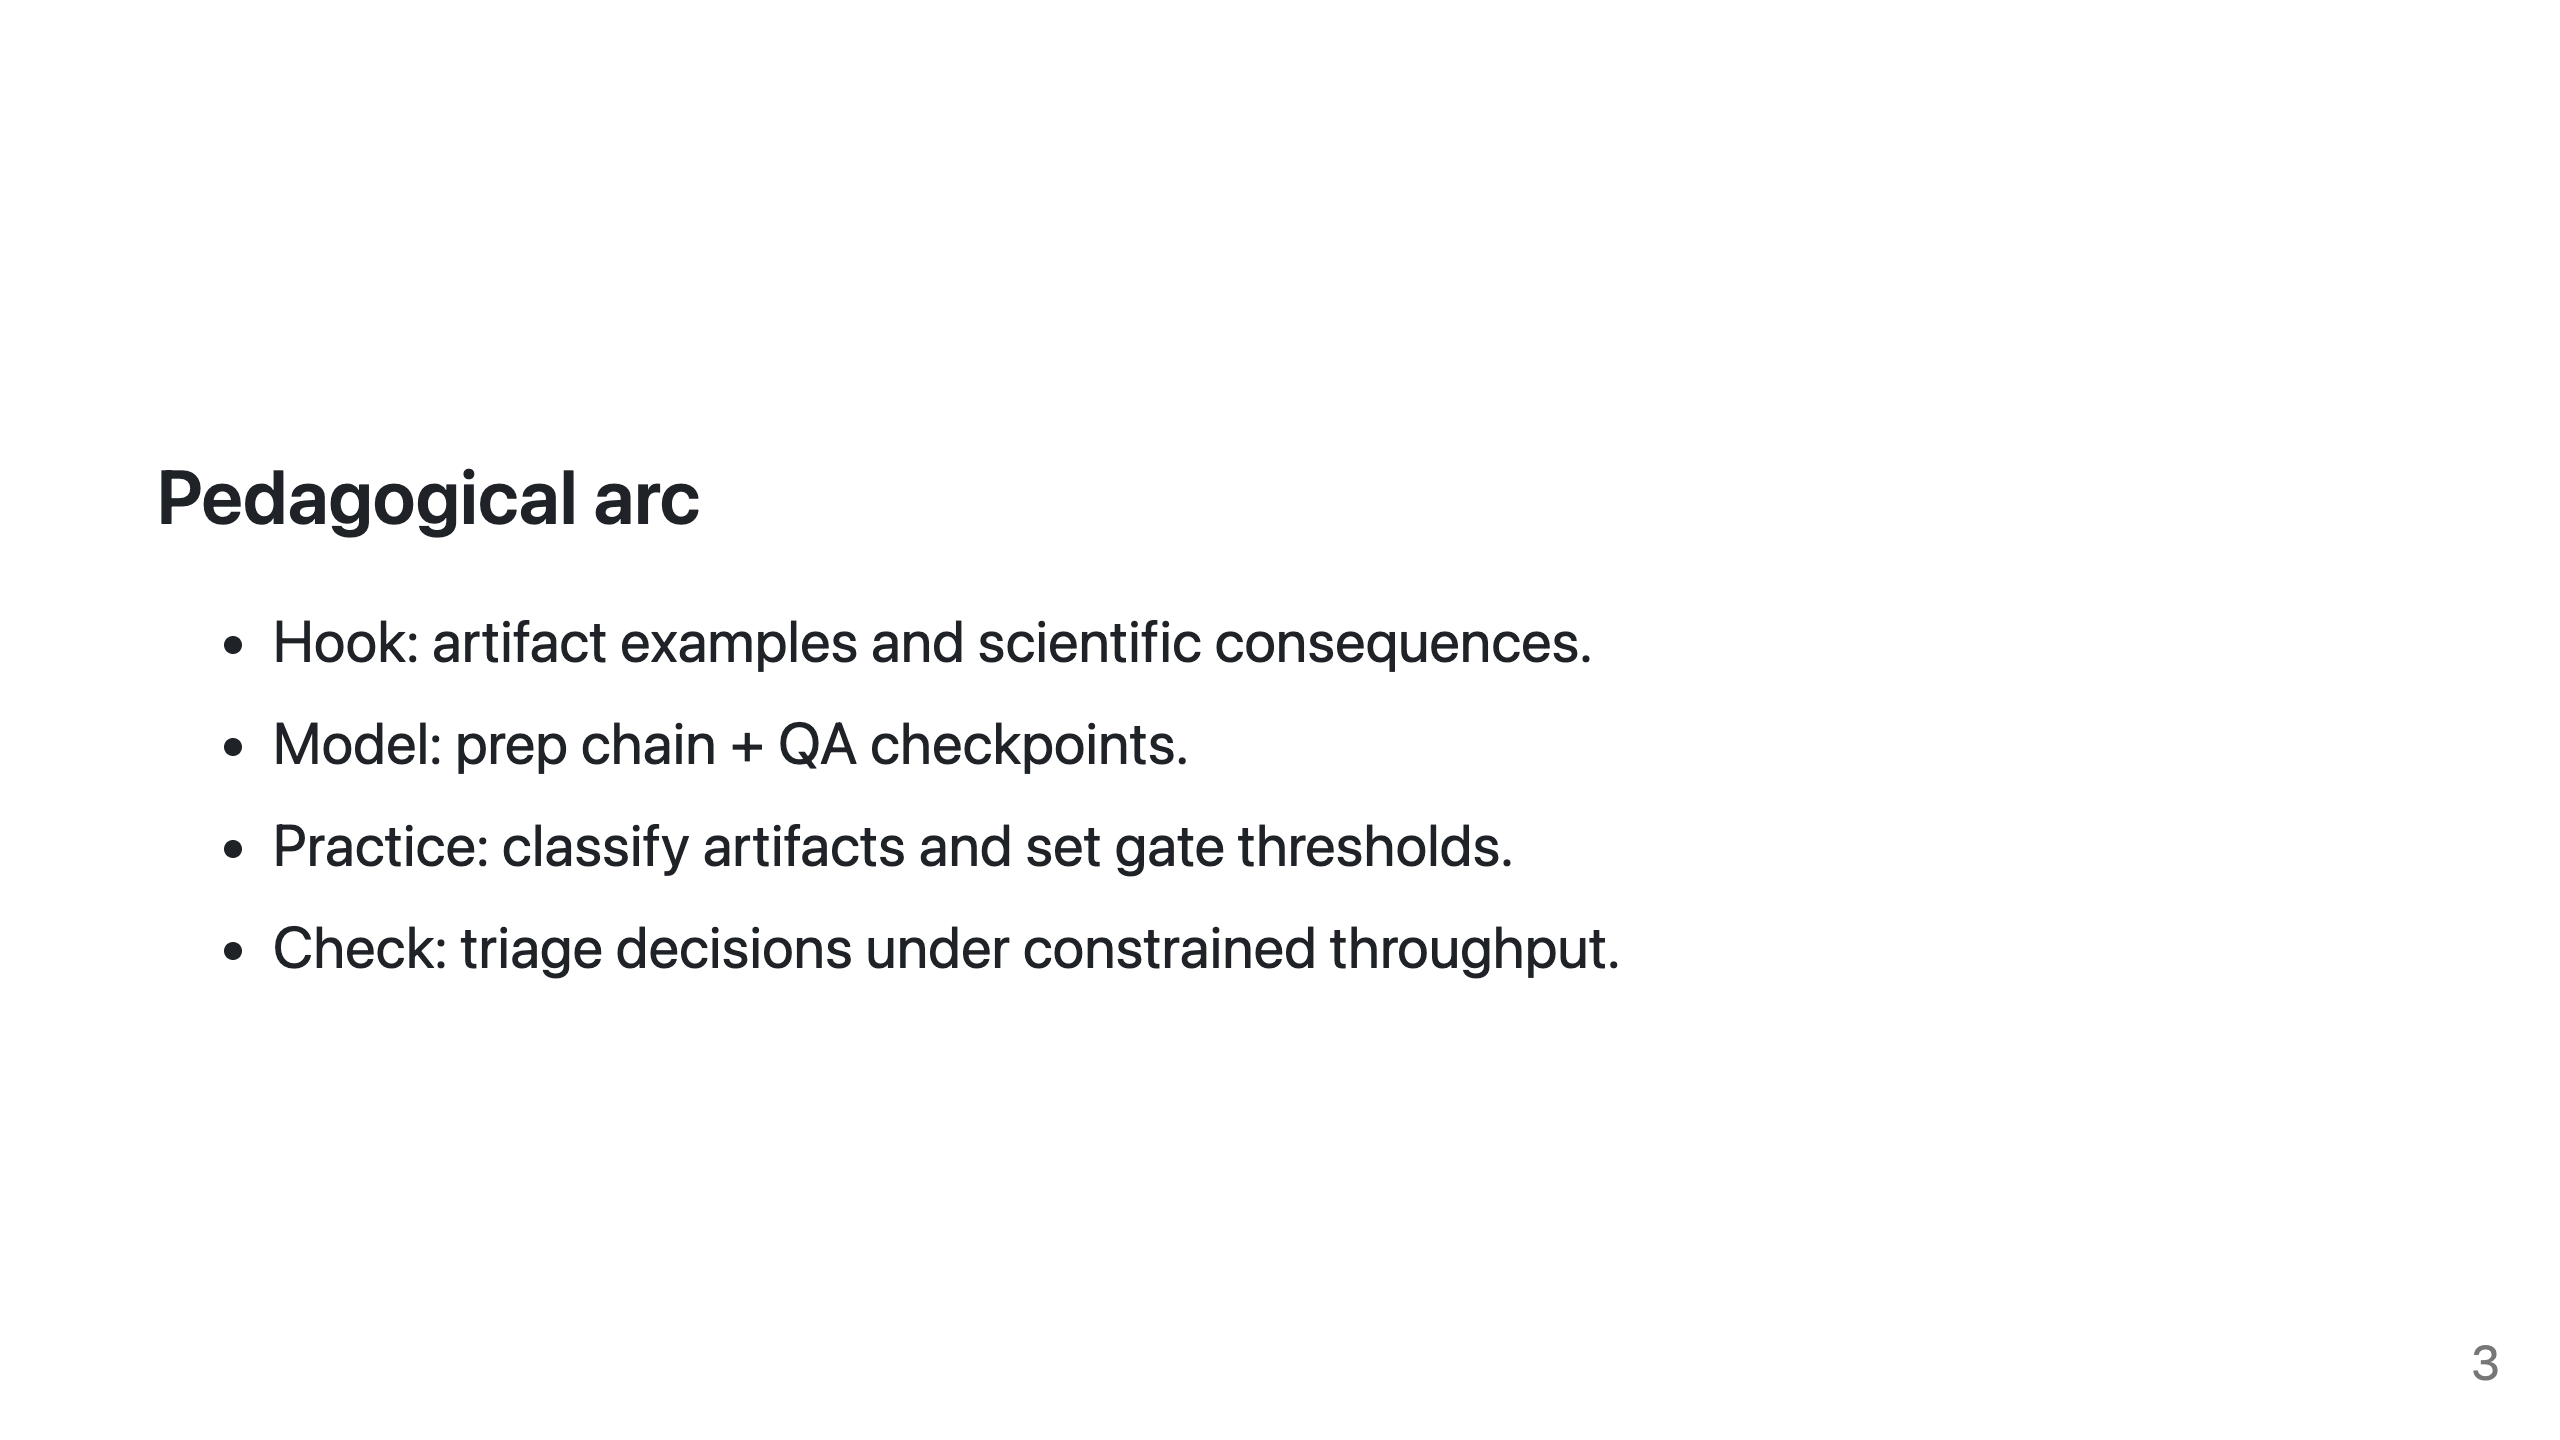 Pedagogical arc
• Hook: artifact examples and scientific consequences.
• Model: prep chain + QA checkpoints.
• Practice: classify artifacts and set gate thresholds.
• Check: triage decisions under constrained throughput.
3